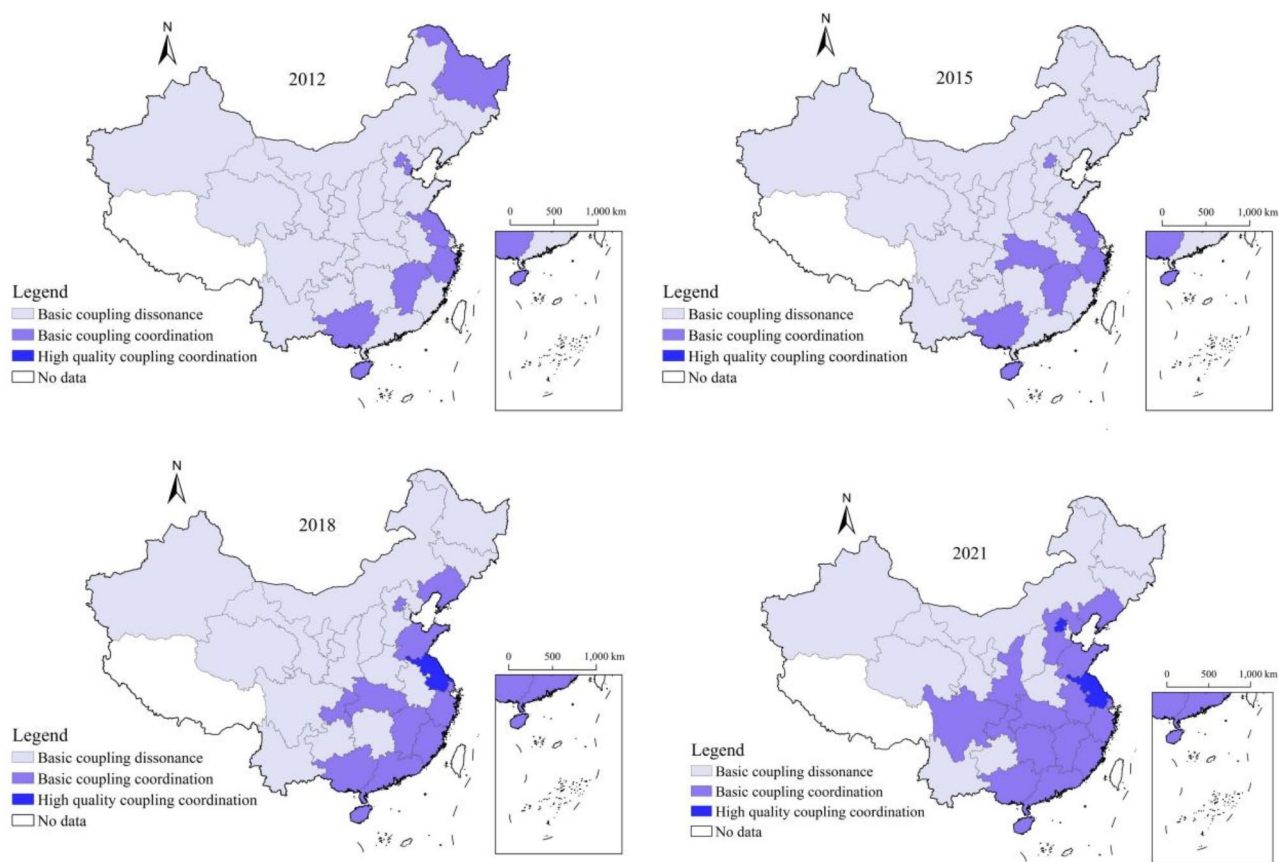 N
2012
0 500 1,000 km
Legend
Basic coupling dissonance
Basic coupling coordination
High quality coupling coordination
No data
N
2015
0 500 1,000 km
Legend
Basic coupling dissonance
Basic coupling coordination
High quality coupling coordination
No data
N
2018
0 500 1,000 km
Legend
Basic coupling dissonance
Basic coupling coordination
High quality coupling coordination
No data
N
2021
0 500 1,000 km
Legend
Basic coupling dissonance
Basic coupling coordination
High quality coupling coordination
No data